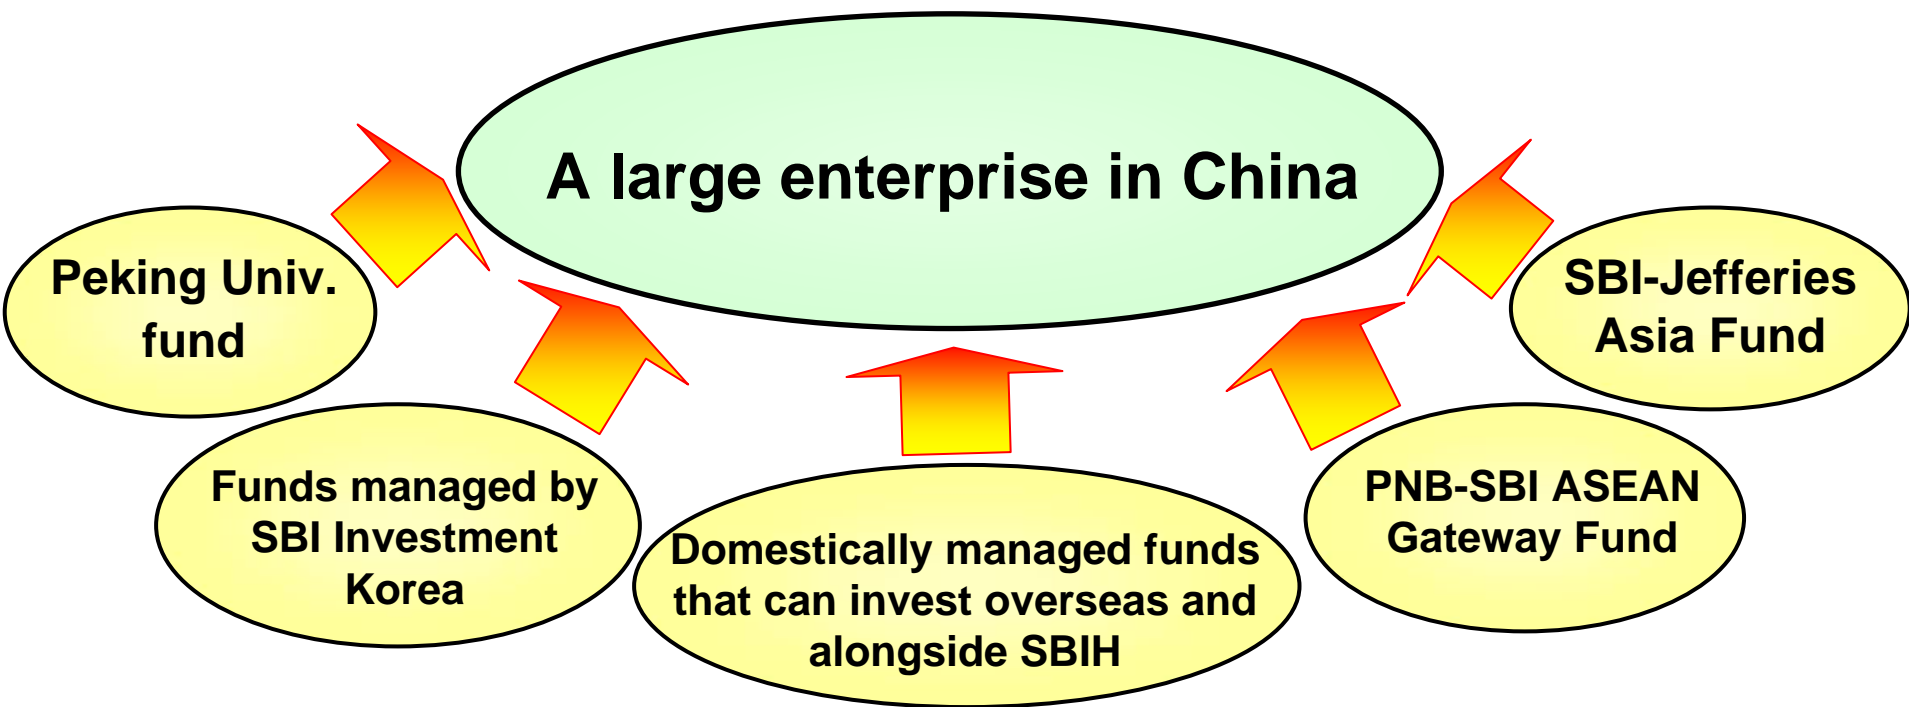 A large enterprise in China
Peking Univ.
fund
Funds managed by
SBI Investment
Korea
Domestically managed funds
that can invest overseas and
alongside SBIH
PNB-SBI ASEAN
Gateway Fund
SBI-Jefferies
Asia Fund